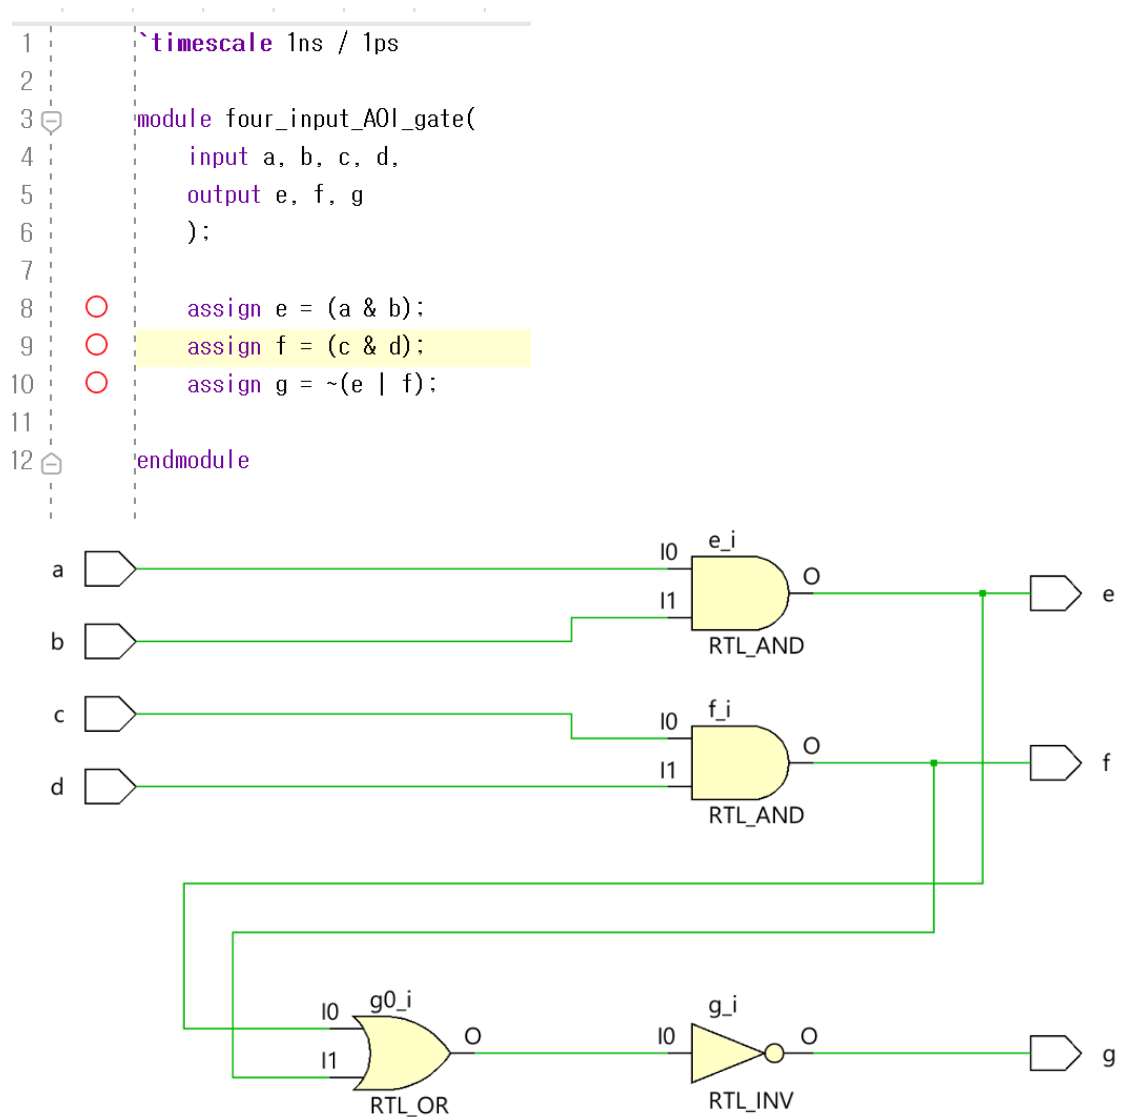 1 `timescale 1ns / 1ps
2
3 module four_input_AOI_gate(
4 input a, b, c, d,
5 output e, f, g
6 );
7
8 assign e = (a & b);
9 assign f = (c & d);
10 assign g = ~(e | f);
11
12 endmodule
e_i
a I0 O e
b I1
RTL_AND
f_i
c I0 O f
d I1
RTL_AND
g0_i g_i
I0 O I0 O g
I1
RTL_OR RTL_INV